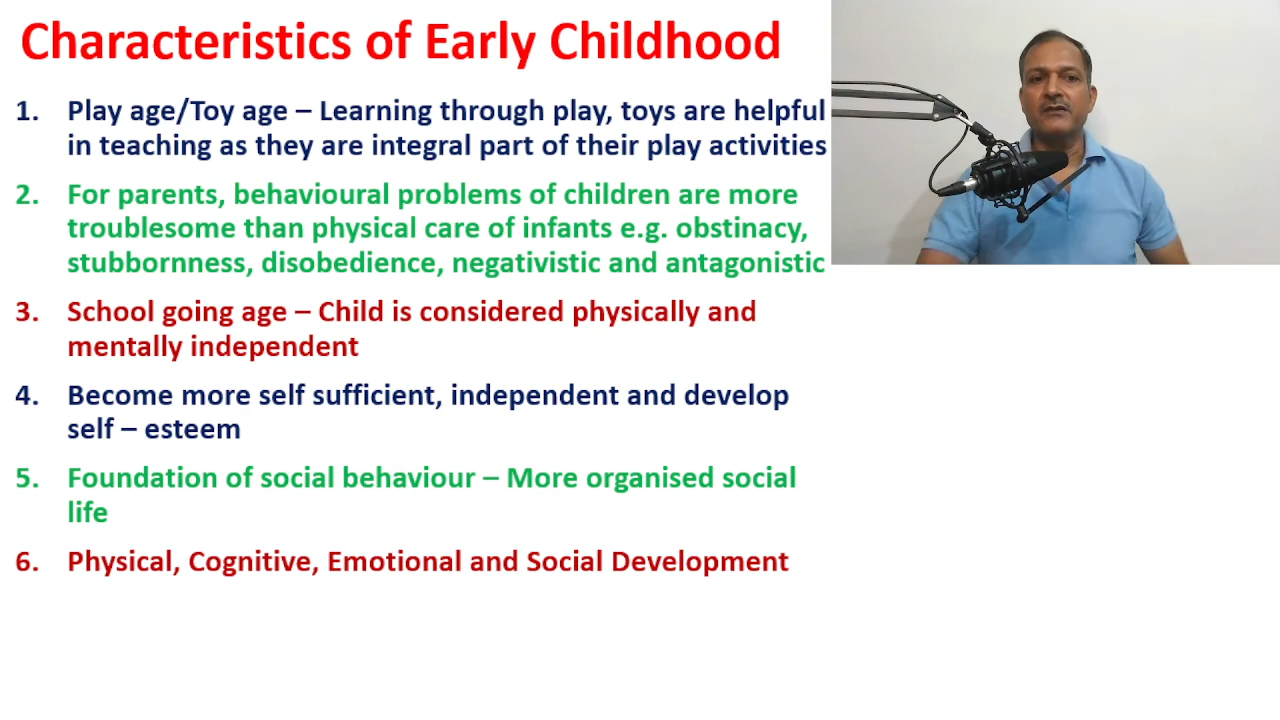 Characteristics of Early Childhood
1. Play age/Toy age – Learning through play, toys are helpful
in teaching as they are integral part of their play activities
2. For parents, behavioural problems of children are more
troublesome than physical care of infants e.g. obstinacy,
stubbornness, disobedience, negativistic and antagonistic
3. School going age – Child is considered physically and
mentally independent
4. Become more self sufficient, independent and develop
self – esteem
5. Foundation of social behaviour – More organised social
life
6. Physical, Cognitive, Emotional and Social Development